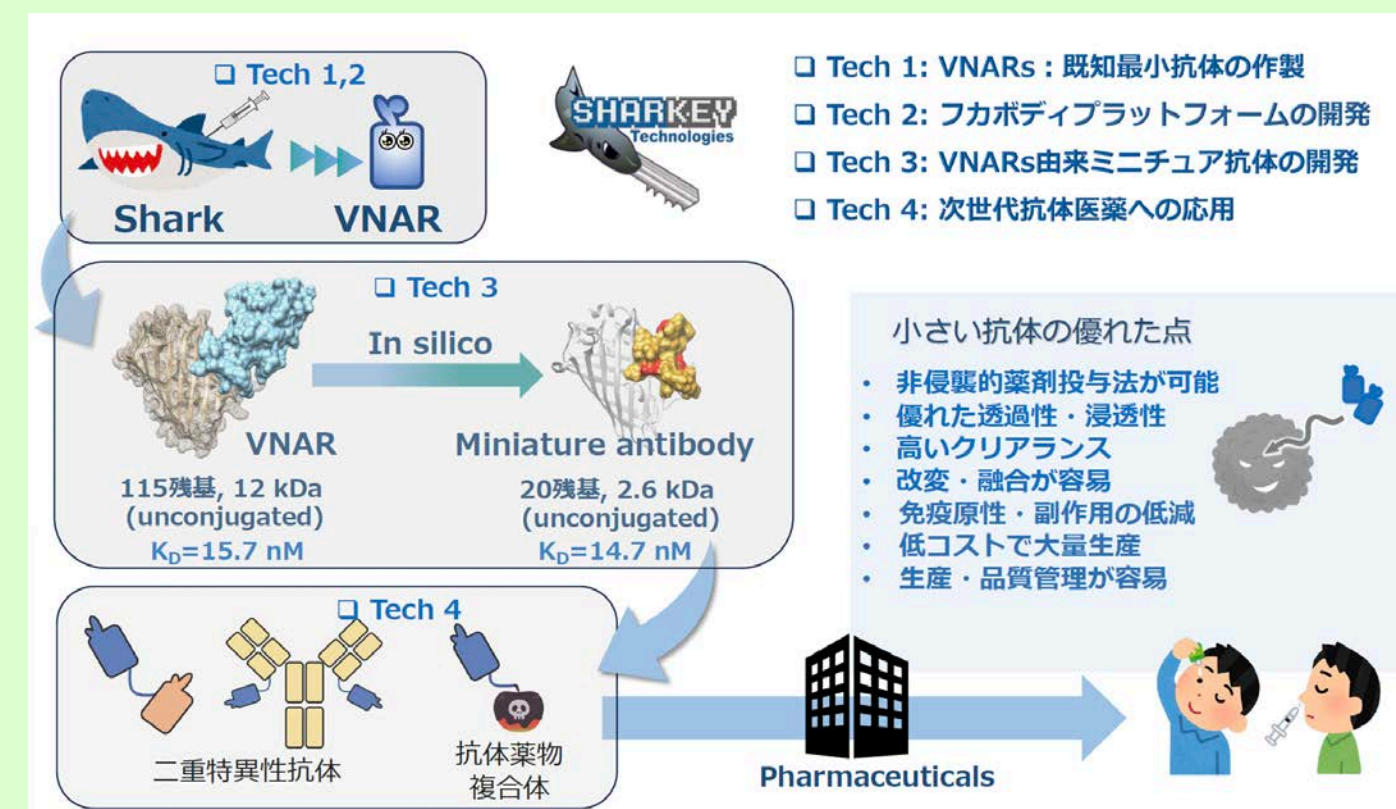 ❑ Tech 1,2
Shark
VNAR
SHARKEY
Technologies
❑ Tech 1: VNARs：既知最小抗体の作製
❑ Tech 2: フカボディプラットフォームの開発
❑ Tech 3: VNARs由来ミニチュア抗体の開発
❑ Tech 4: 次世代抗体医薬への応用
❑ Tech 3
In silico
VNAR
115残基, 12 kDa
(unconjugated)
K_D=15.7 nM
Miniature antibody
20残基, 2.6 kDa
(unconjugated)
K_D=14.7 nM
小さい抗体の優れた点
• 非侵襲的薬剤投与法が可能
• 優れた透過性・浸透性
• 高いクリアランス
• 改変・融合が容易
• 免疫原性・副作用の低減
• 低コストで大量生産
• 生産・品質管理が容易
❑ Tech 4
二重特異性抗体
抗体薬物
複合体
Pharmaceuticals